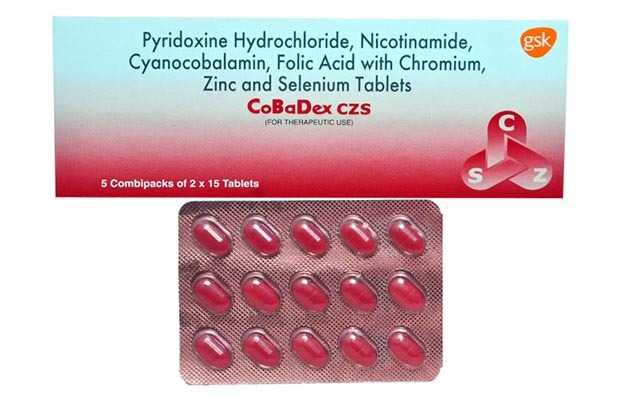 Pyridoxine Hydrochloride, Nicotinamide,
Cyanocobalamin, Folic Acid with Chromium,
Zinc and Selenium Tablets
CoBaDex CZS
(FOR THERAPEUTIC USE)
5 Combipacks of 2 x 15 Tablets
gsk
C
S
Z